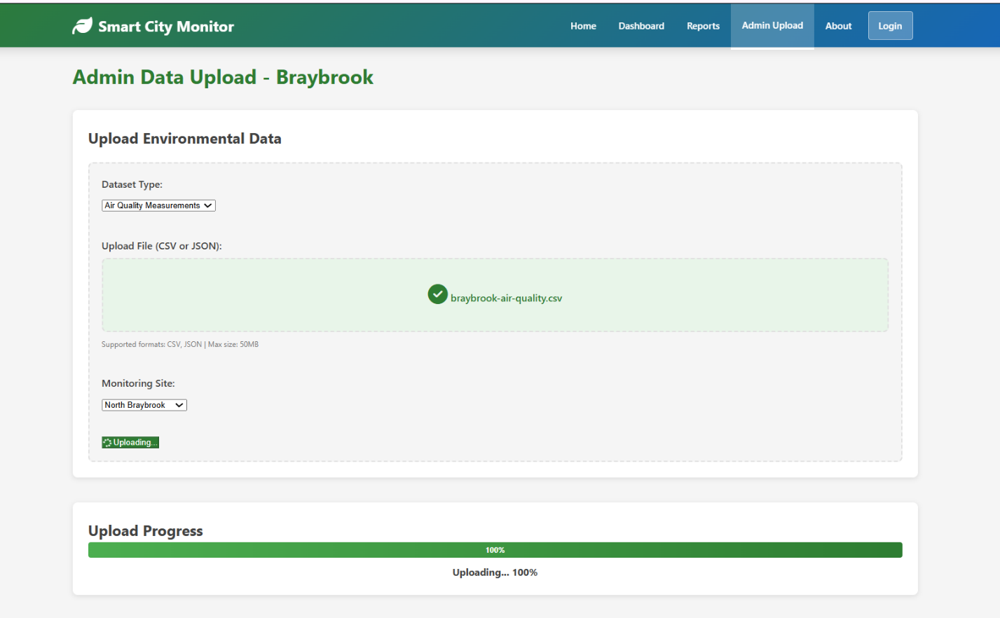 Smart City Monitor
Home Dashboard Reports Admin Upload About Login
Admin Data Upload - Braybrook
Upload Environmental Data
Dataset Type:
Air Quality Measurements
Upload File (CSV or JSON):
braybrook-air-quality.csv
Supported formats: CSV, JSON | Max size: 50MB
Monitoring Site:
North Braybrook
Uploading...
Upload Progress
100%
Uploading... 100%